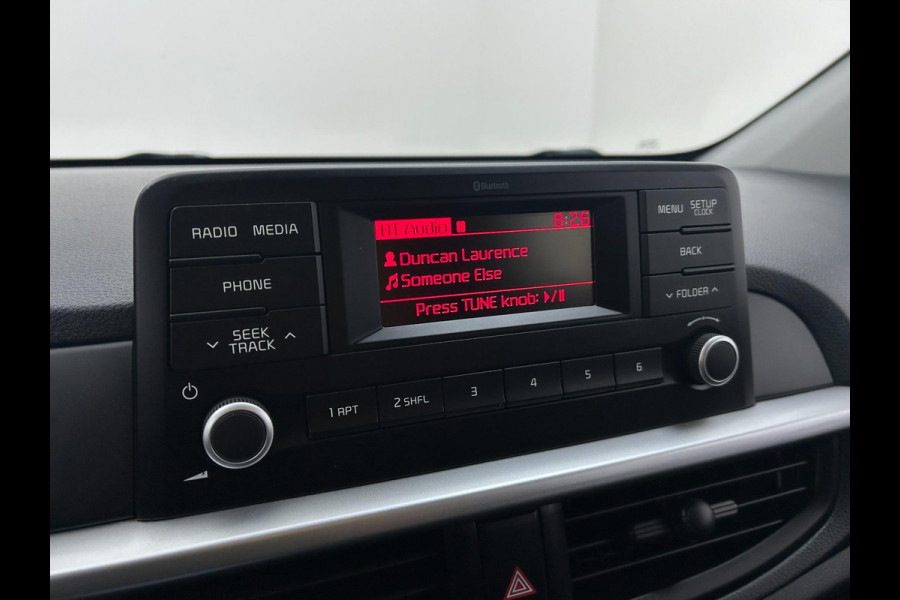 Bluetooth
RADIO MEDIA
PHONE
SEEK
TRACK
BT Audio 8:26
Duncan Laurence
Someone Else
Press TUNE knob:
MENU SETUP
CLOCK
BACK
FOLDER
1 RPT 2 SHFL 3 4 5 6